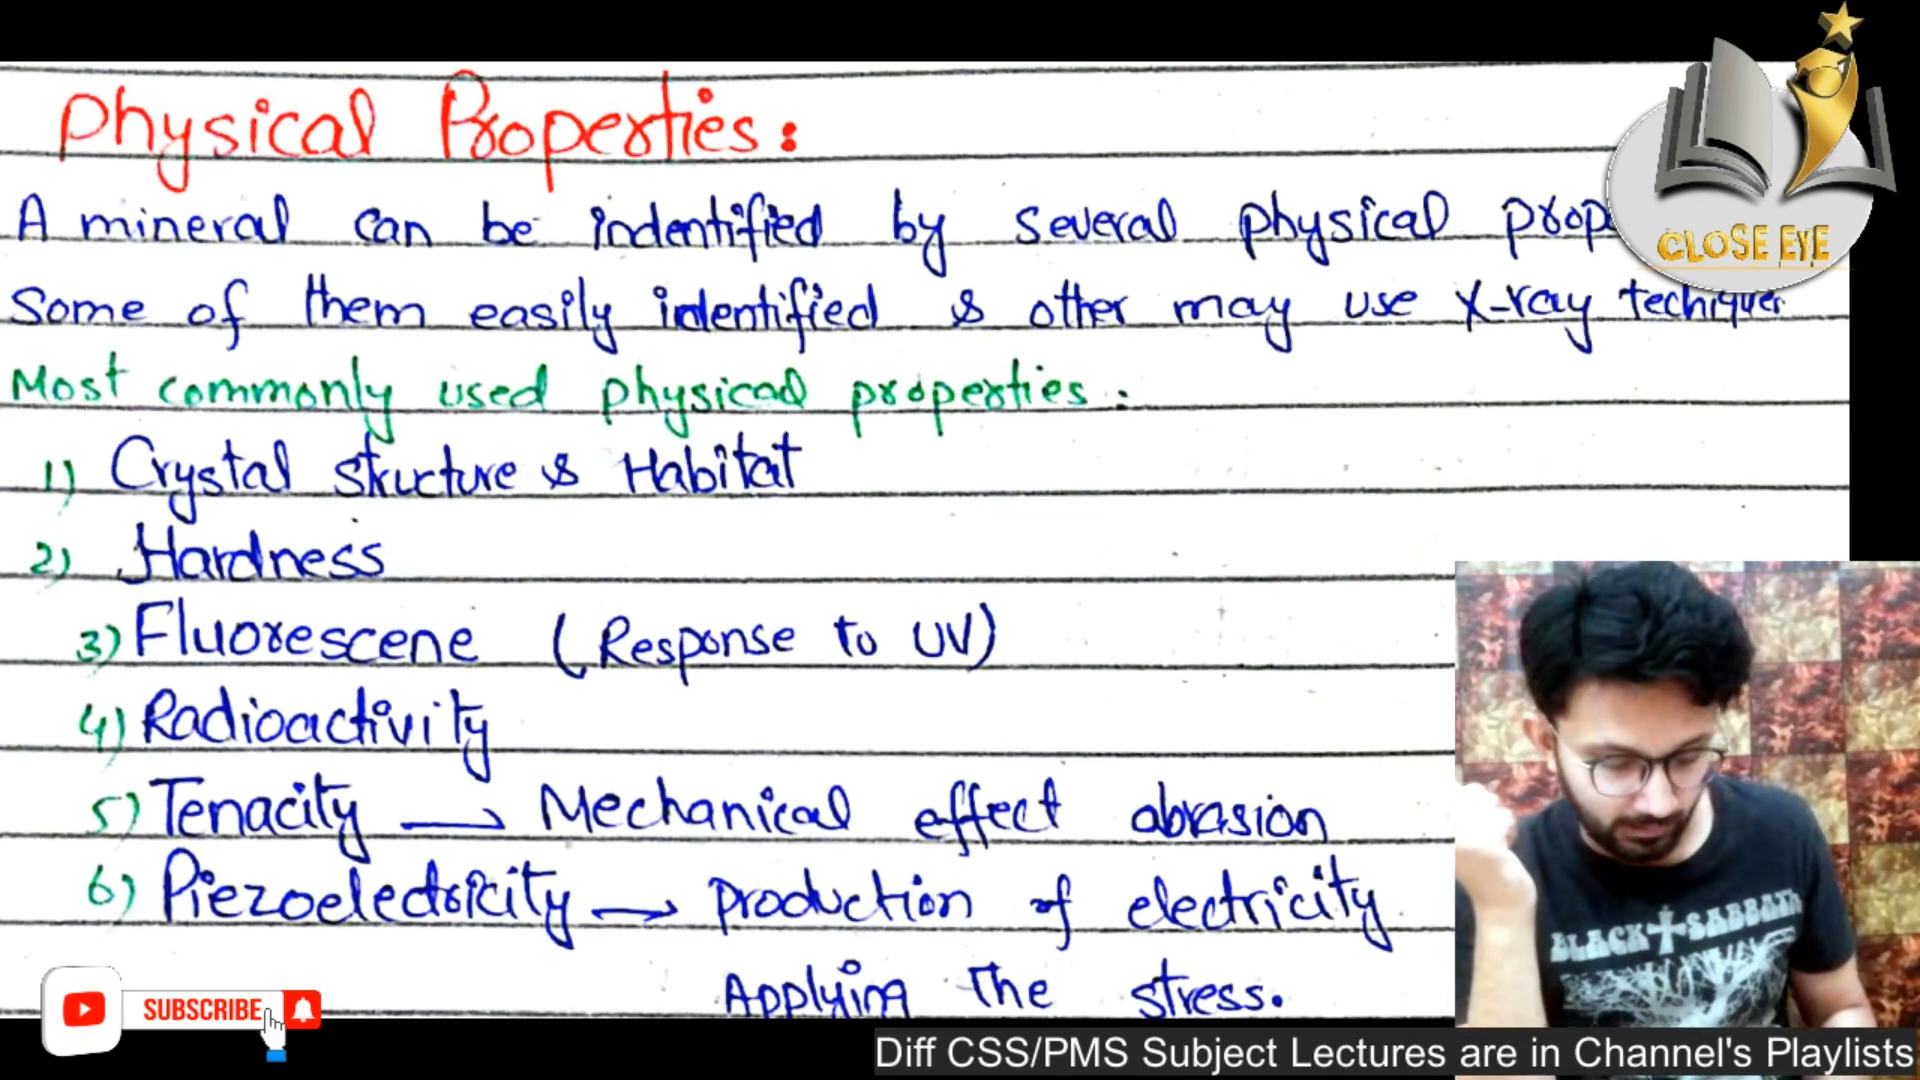 Physical Properties:
A mineral can be indentified by several physical prope
Some of them easily identified & other may use X-ray techiques
Most commonly used physical properties:
1) Crystal structure & Habitat
2) Hardness
3) Fluorescene (Response to UV)
4) Radioactivity
5) Tenacity → Mechanical effect abrasion
6) Piezoelectricity → production of electricity
Applying The stress.
CLOSE EYE
BLACK SABBATH
SUBSCRIBE
Diff CSS/PMS Subject Lectures are in Channel's Playlists